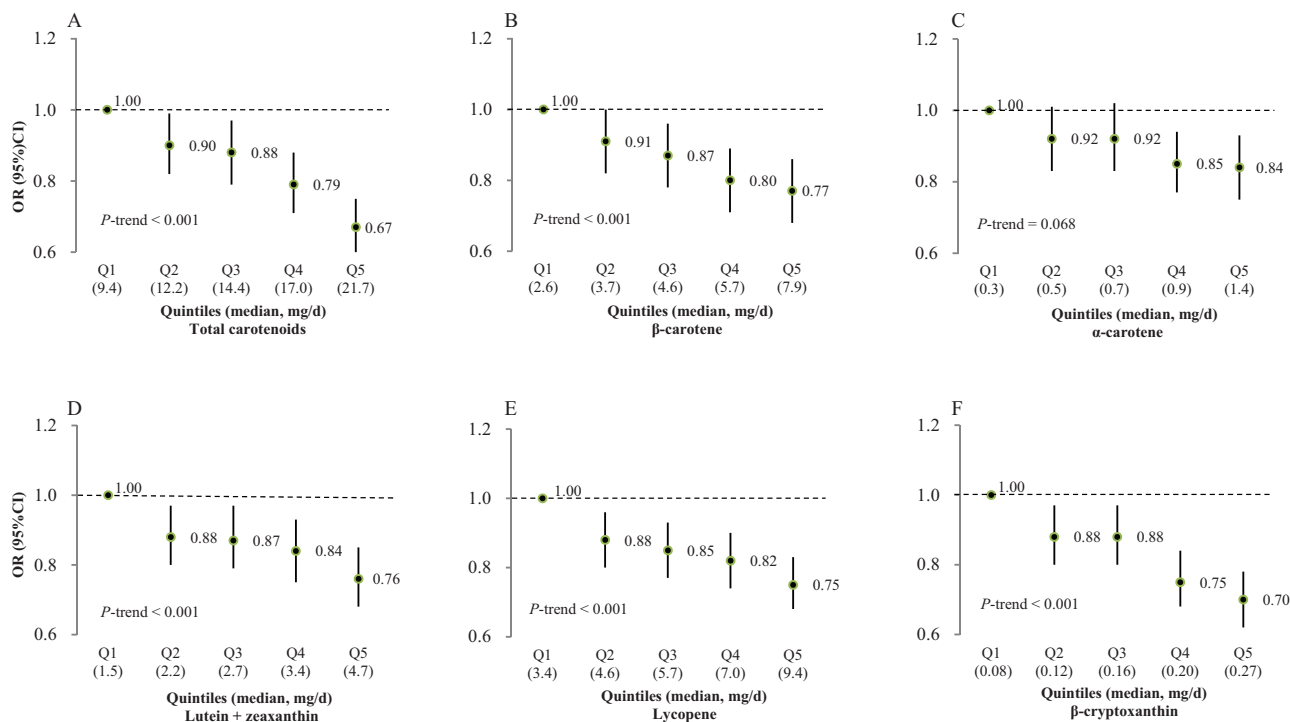 A
OR (95%)CI)
1.2
1.0
0.8
0.6
1.00
0.90
0.88
0.79
0.67
P-trend < 0.001
Q1 Q2 Q3 Q4 Q5
(9.4) (12.2) (14.4) (17.0) (21.7)
Quintiles (median, mg/d)
Total carotenoids
B
1.2
1.0
0.8
0.6
1.00
0.91
0.87
0.80
0.77
P-trend < 0.001
Q1 Q2 Q3 Q4 Q5
(2.6) (3.7) (4.6) (5.7) (7.9)
Quintiles (median, mg/d)
β-carotene
C
1.2
1.0
0.8
0.6
1.00
0.92
0.92
0.85
0.84
P-trend = 0.068
Q1 Q2 Q3 Q4 Q5
(0.3) (0.5) (0.7) (0.9) (1.4)
Quintiles (median, mg/d)
α-carotene
D
OR (95%CI)
1.2
1.0
0.8
0.6
1.00
0.88
0.87
0.84
0.76
P-trend < 0.001
Q1 Q2 Q3 Q4 Q5
(1.5) (2.2) (2.7) (3.4) (4.7)
Quintiles (median, mg/d)
Lutein + zeaxanthin
E
1.2
1.0
0.8
0.6
1.00
0.88
0.85
0.82
0.75
P-trend < 0.001
Q1 Q2 Q3 Q4 Q5
(3.4) (4.6) (5.7) (7.0) (9.4)
Quintiles (median, mg/d)
Lycopene
F
1.2
1.0
0.8
0.6
1.00
0.88
0.88
0.75
0.70
P-trend < 0.001
Q1 Q2 Q3 Q4 Q5
(0.08) (0.12) (0.16) (0.20) (0.27)
Quintiles (median, mg/d)
β-cryptoxanthin